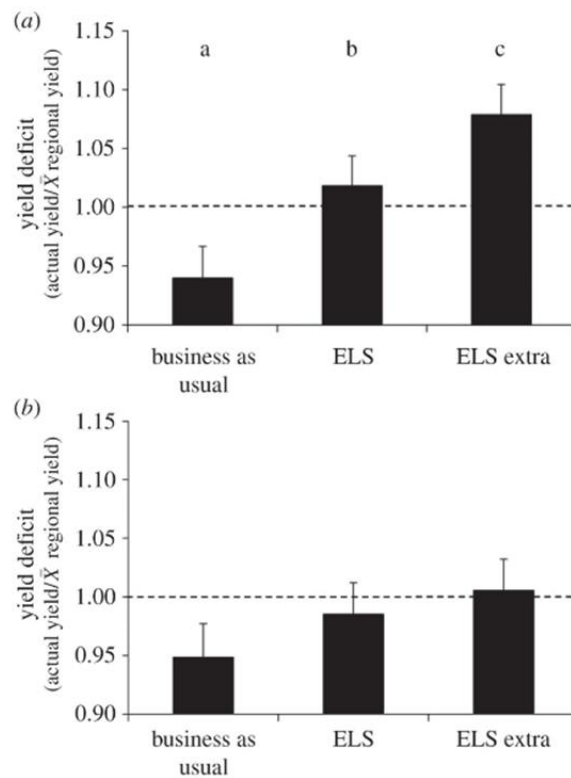 (a)
1.15
1.10
1.05
1.00
0.95
0.90
yield deficit
(actual yield/X̄ regional yield)
a
b
c
business as
usual
ELS
ELS extra
(b)
1.15
1.10
1.05
1.00
0.95
0.90
yield deficit
(actual yield/X̄ regional yield)
business as
usual
ELS
ELS extra